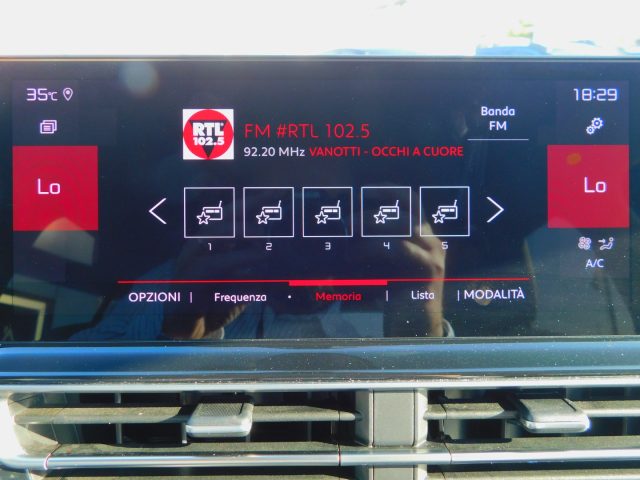 35°C
18:29
RTL
102.5
FM #RTL 102.5
92.20 MHz VANOTTI - OCCHI A CUORE
Banda
FM
Lo
Lo
1 2 3 4 5
A/C
OPZIONI | Frequenza • Memoria | Lista | MODALITÀ